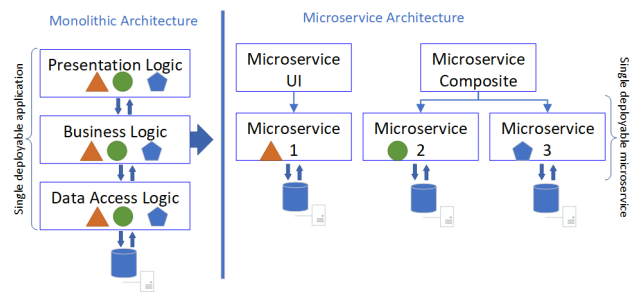 Monolithic Architecture
Single deployable application
Presentation Logic
Business Logic
Data Access Logic
Microservice Architecture
Microservice
UI
Microservice
Composite
Microservice
1
Microservice
2
Microservice
3
Single deployable microservice